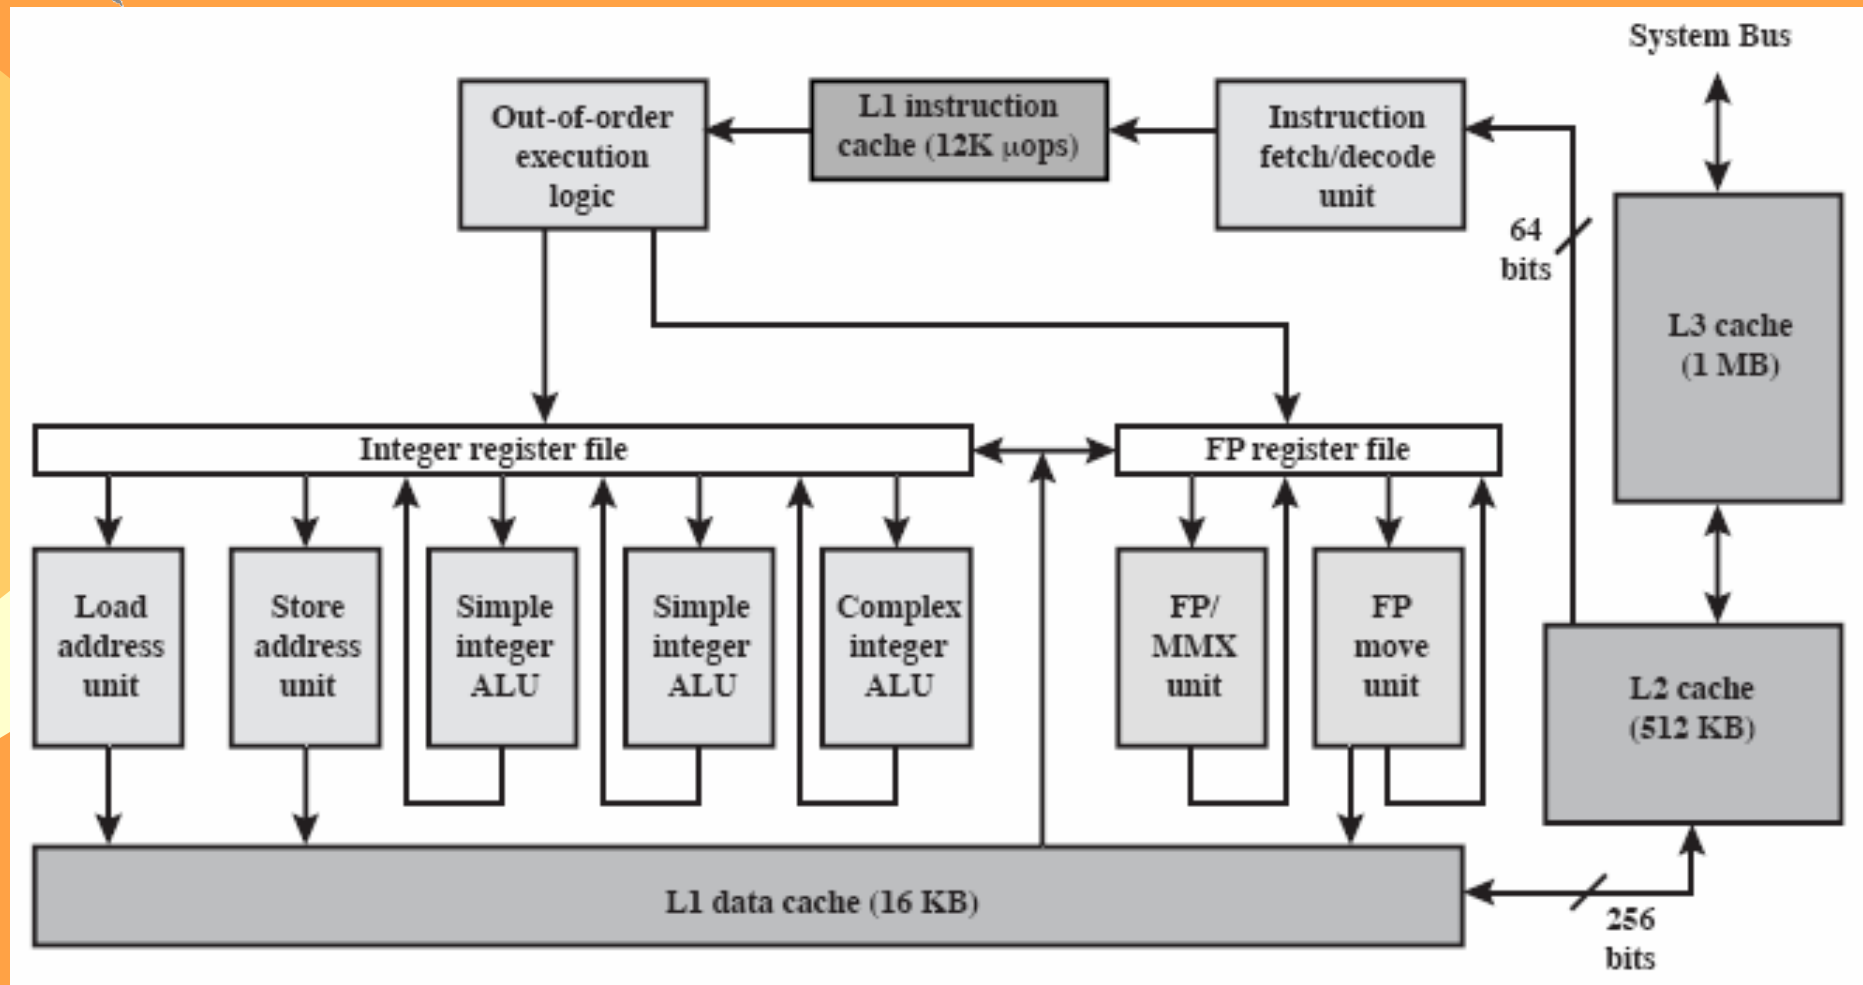 System Bus
Out-of-order
execution
logic
L1 instruction
cache (12K μops)
Instruction
fetch/decode
unit
64
bits
L3 cache
(1 MB)
Integer register file
FP register file
Load
address
unit
Store
address
unit
Simple
integer
ALU
Simple
integer
ALU
Complex
integer
ALU
FP/
MMX
unit
FP
move
unit
L2 cache
(512 KB)
L1 data cache (16 KB)
256
bits